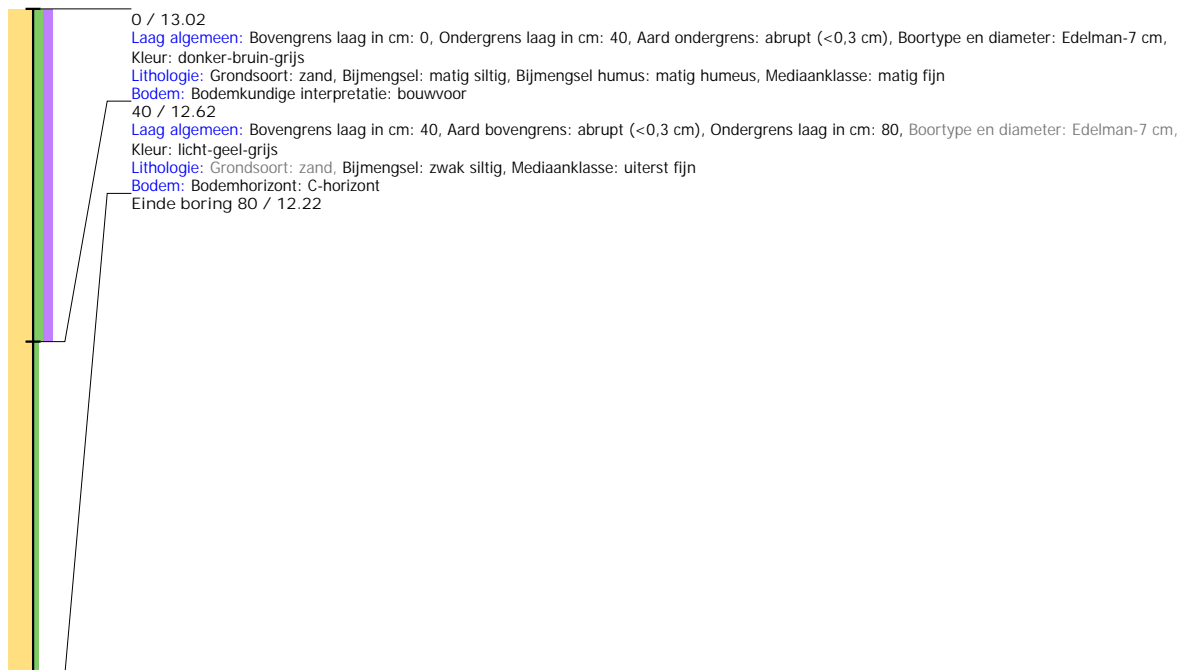 0 / 13.02
Laag algemeen: Bovengrens laag in cm: 0, Ondergrens laag in cm: 40, Aard ondergrens: abrupt (<0,3 cm), Boortype en diameter: Edelman-7 cm,
Kleur: donker-bruin-grijs
Lithologie: Grondsoort: zand, Bijmengsel: matig siltig, Bijmengsel humus: matig humeus, Mediaanklasse: matig fijn
Bodem: Bodemkundige interpretatie: bouwvoor
40 / 12.62
Laag algemeen: Bovengrens laag in cm: 40, Aard bovengrens: abrupt (<0,3 cm), Ondergrens laag in cm: 80, Boortype en diameter: Edelman-7 cm,
Kleur: licht-geel-grijs
Lithologie: Grondsoort: zand, Bijmengsel: zwak siltig, Mediaanklasse: uiterst fijn
Bodem: Bodemhorizont: C-horizont
Einde boring 80 / 12.22